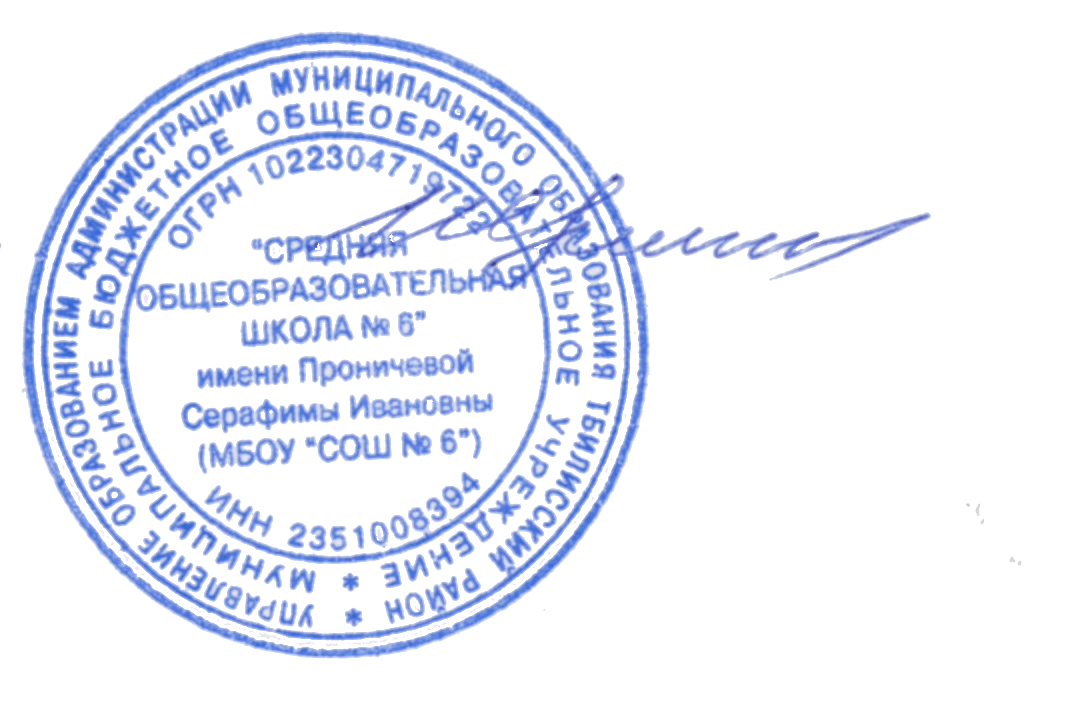 УПРАВЛЕНИЕ ОБРАЗОВАНИЕМ АДМИНИСТРАЦИИ МУНИЦИПАЛЬНОГО ОБРАЗОВАНИЯ ТБИЛИССКИЙ РАЙОН *
МУНИЦИПАЛЬНОЕ БЮДЖЕТНОЕ ОБЩЕОБРАЗОВАТЕЛЬНОЕ УЧРЕЖДЕНИЕ *
ОГРН 1022304719723
"СРЕДНЯЯ
ОБЩЕОБРАЗОВАТЕЛЬНАЯ
ШКОЛА № 6"
имени Проничевой
Серафимы Ивановны
(МБОУ "СОШ № 6")
ИНН 2351008394